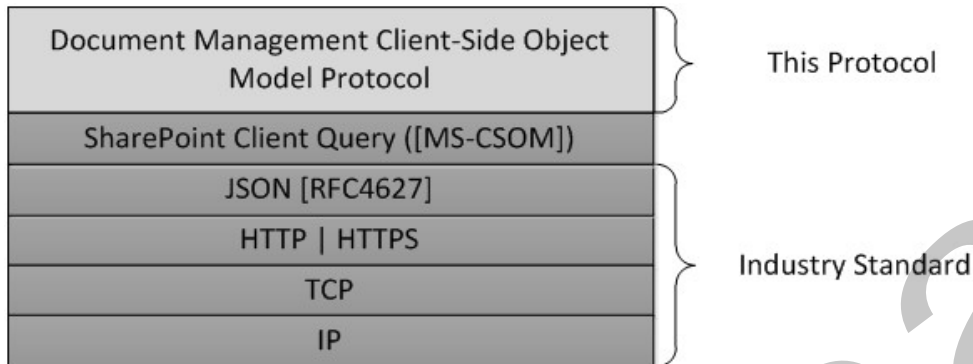 Document Management Client-Side Object
Model Protocol
This Protocol
SharePoint Client Query ([MS-CSOM])
JSON [RFC4627]
HTTP | HTTPS
Industry Standard
TCP
IP